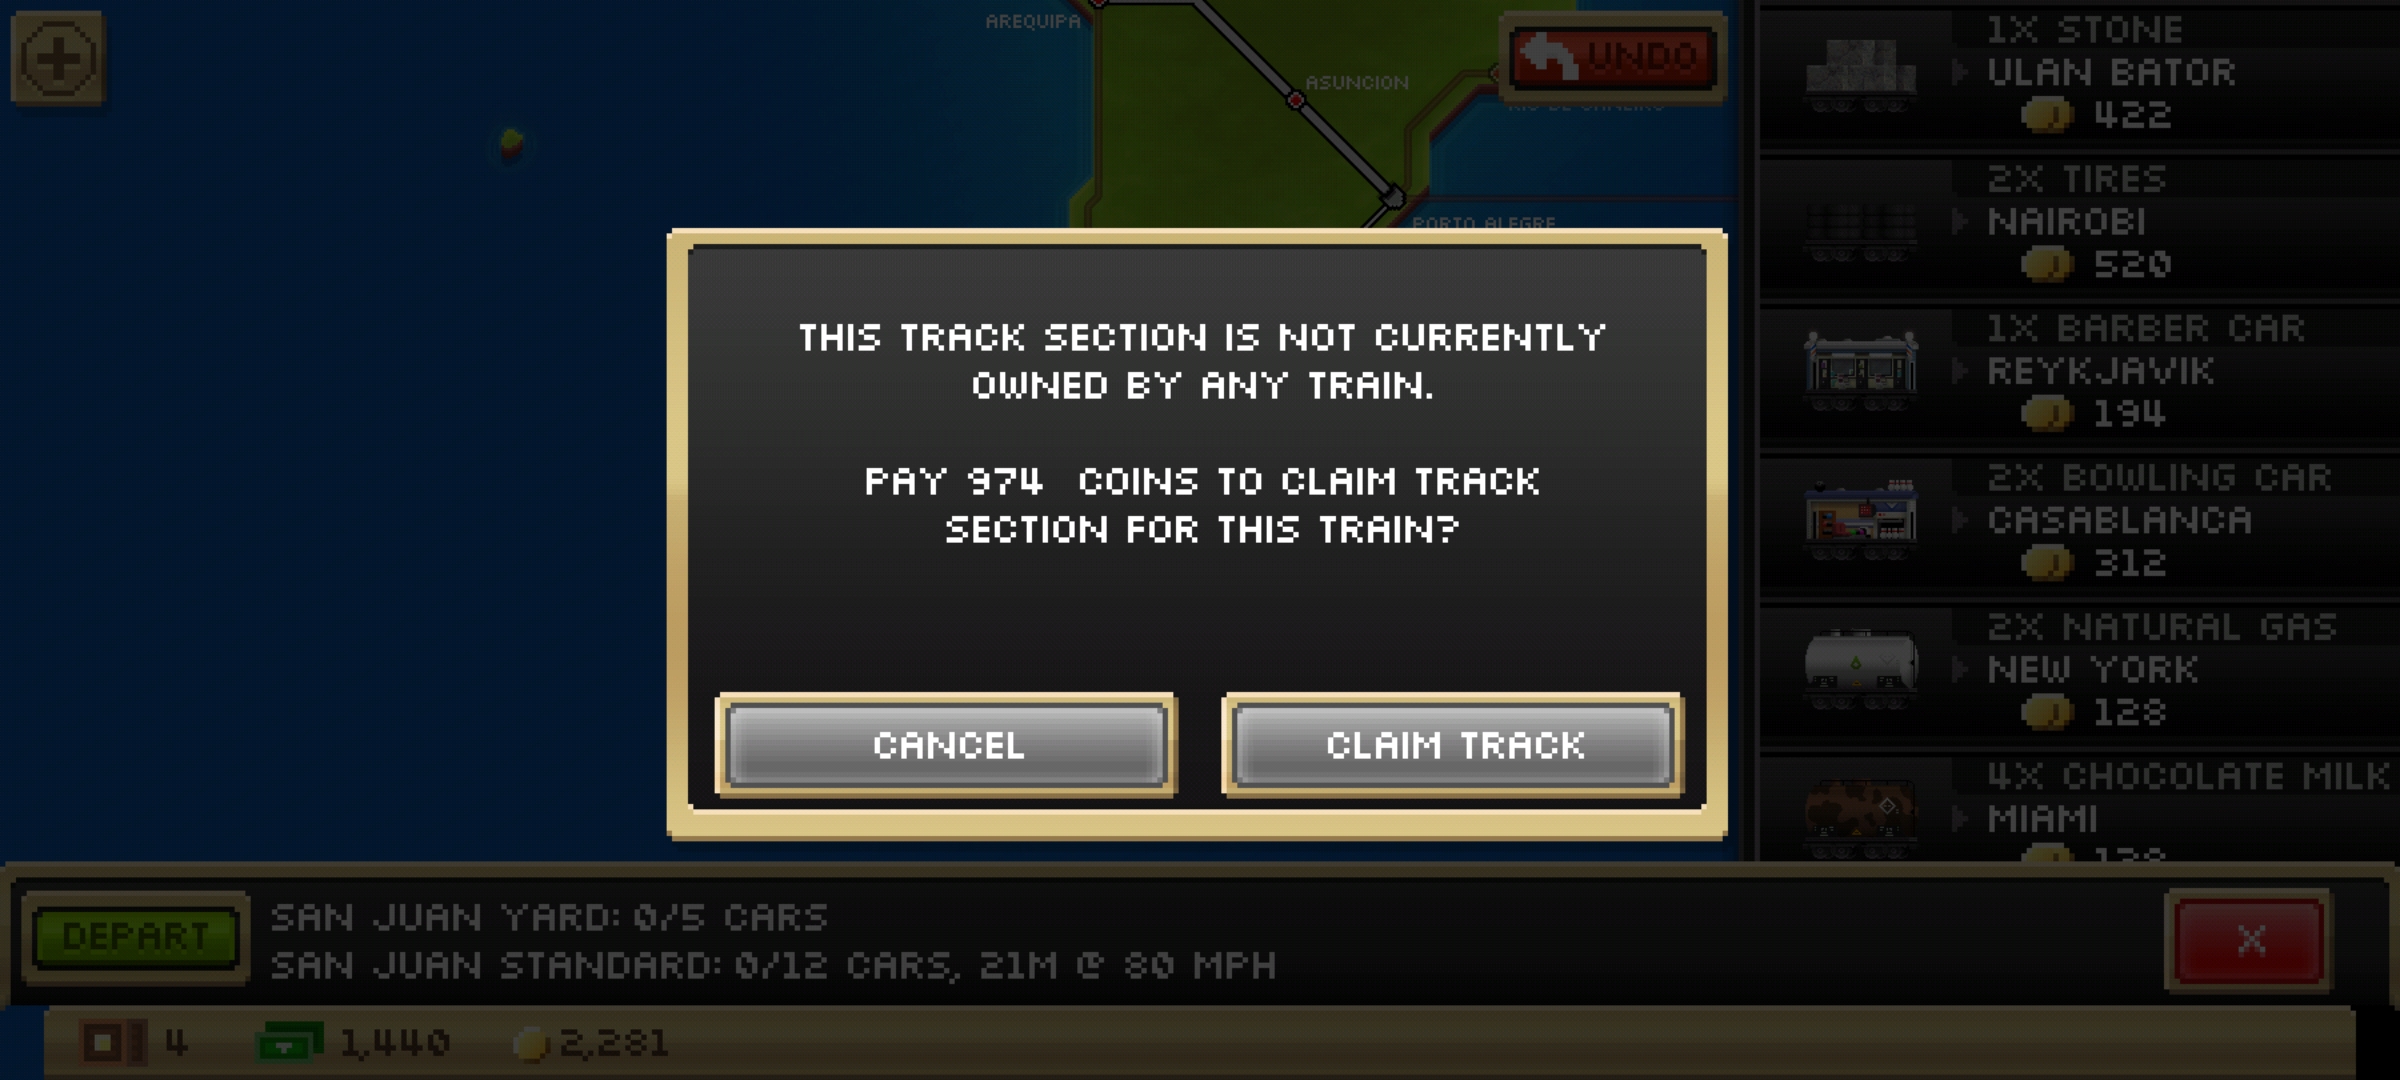 AREQUIPA
ASUNCION
RIO DE JANEIRO
PORTO ALEGRE
UNDO
1X STONE
ULAN BATOR
422
2X TIRES
NAIROBI
520
1X BARBER CAR
REYKJAVIK
194
2X BOWLING CAR
CASABLANCA
312
2X NATURAL GAS
NEW YORK
128
4X CHOCOLATE MILK
MIAMI
THIS TRACK SECTION IS NOT CURRENTLY
OWNED BY ANY TRAIN.
PAY 974 COINS TO CLAIM TRACK
SECTION FOR THIS TRAIN?
CANCEL
CLAIM TRACK
DEPART
SAN JUAN YARD: 0/5 CARS
SAN JUAN STANDARD: 0/12 CARS, 21M @ 80 MPH
X
4
1,440
2,281